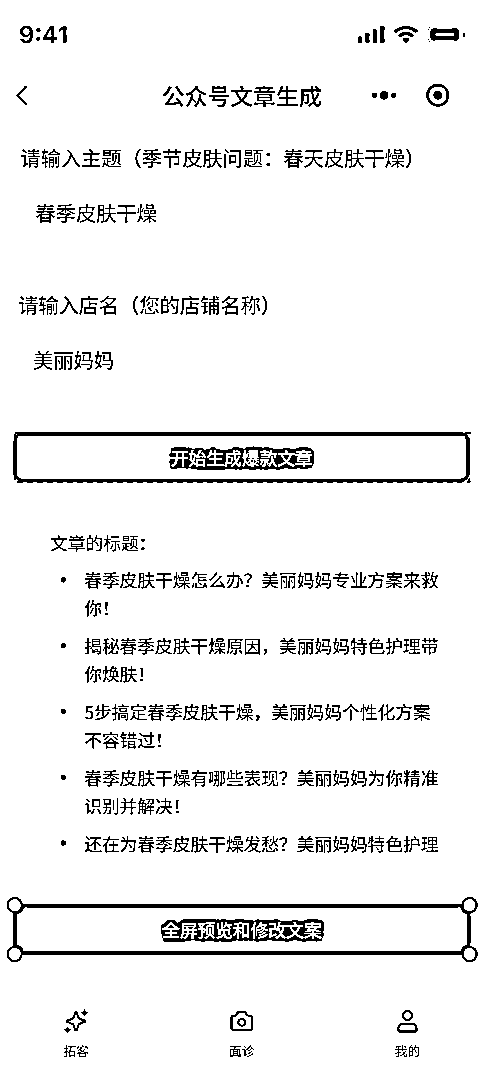 9:41
公众号文章生成
请输入主题（季节皮肤问题：春天皮肤干燥）
春季皮肤干燥
请输入店名（您的店铺名称）
美丽妈妈
开始生成爆款文章
文章的标题：
• 春季皮肤干燥怎么办？美丽妈妈专业方案来救
你！
• 揭秘春季皮肤干燥原因，美丽妈妈特色护理带
你焕肤！
• 5步搞定春季皮肤干燥，美丽妈妈个性化方案
不容错过！
• 春季皮肤干燥有哪些表现？美丽妈妈为你精准
识别并解决！
• 还在为春季皮肤干燥发愁？美丽妈妈特色护理
全屏预览和修改文案
拓客 面诊 我的